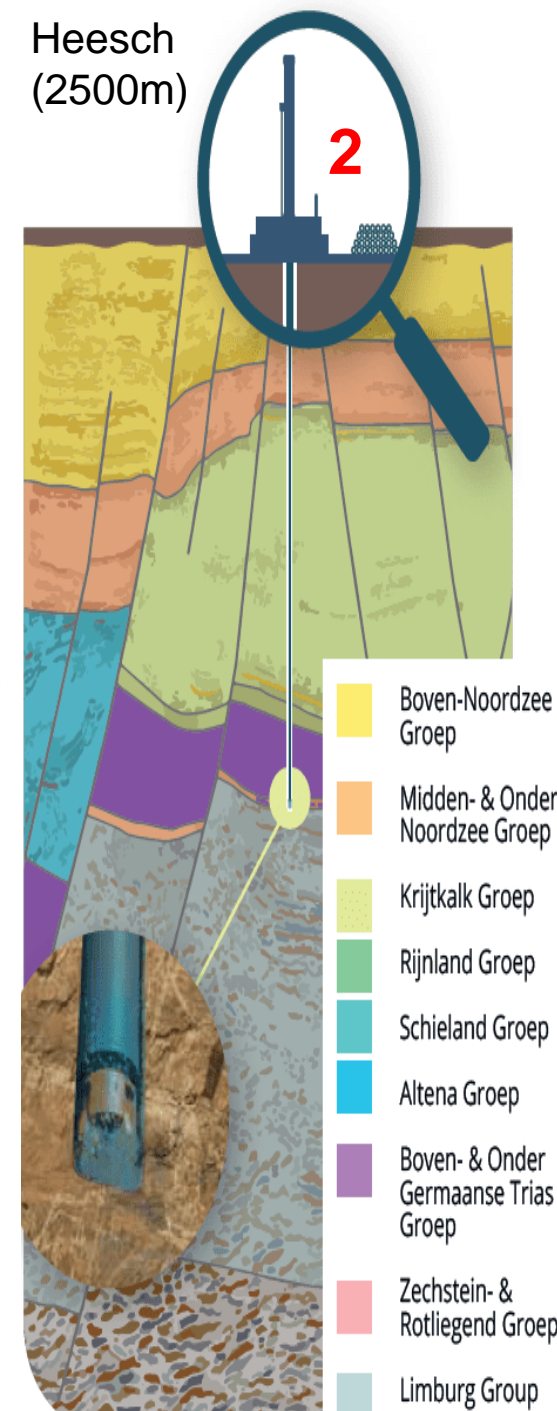 Heesch
(2500m)
2
Boven-Noordzee
Groep
Midden- & Onder
Noordzee Groep
Krijtkalk Groep
Rijnland Groep
Schieland Groep
Altena Groep
Boven- & Onder
Germaanse Trias
Groep
Zechstein- &
Rotliegend Groep
Limburg Group